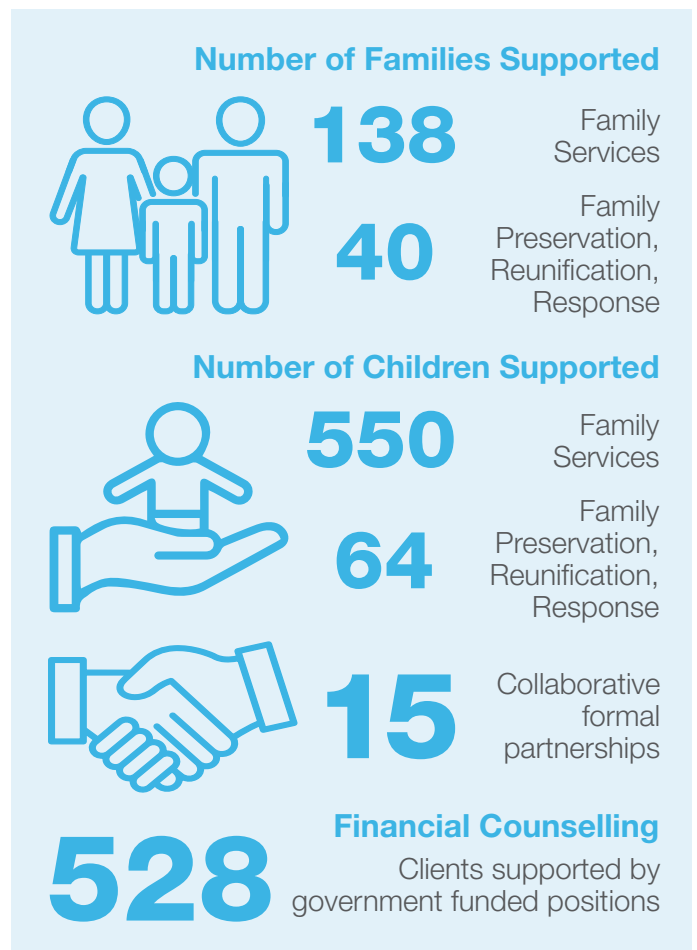 Number of Families Supported
138
Family
Services
40
Family
Preservation,
Reunification,
Response
Number of Children Supported
550
Family
Services
64
Family
Preservation,
Reunification,
Response
15
Collaborative
formal
partnerships
528
Financial Counselling
Clients supported by
government funded positions